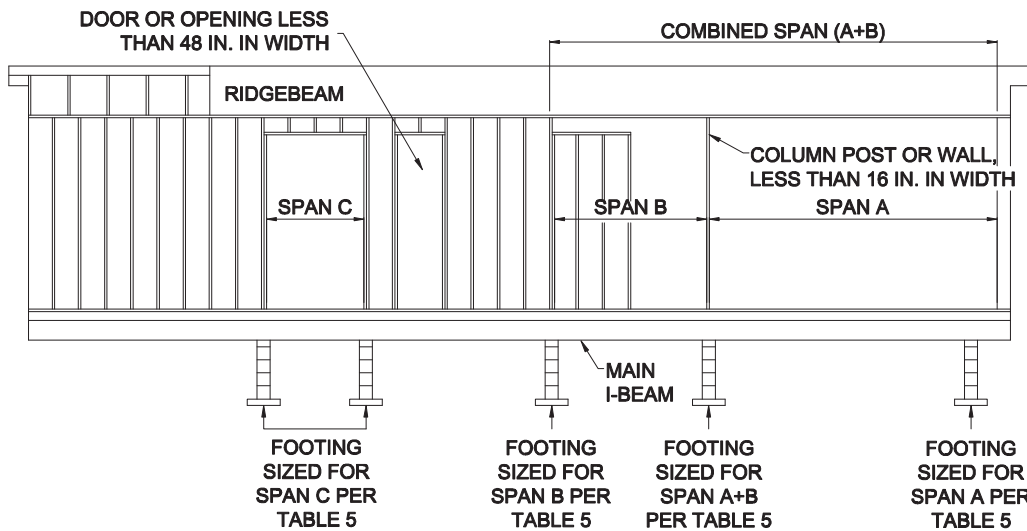 DOOR OR OPENING LESS
THAN 48 IN. IN WIDTH
COMBINED SPAN (A+B)
RIDGEBEAM
COLUMN POST OR WALL,
LESS THAN 16 IN. IN WIDTH
SPAN C
SPAN B
SPAN A
MAIN
I-BEAM
FOOTING
SIZED FOR
SPAN C PER
TABLE 5
FOOTING
SIZED FOR
SPAN B PER
TABLE 5
FOOTING
SIZED FOR
SPAN A+B
PER TABLE 5
FOOTING
SIZED FOR
SPAN A PER
TABLE 5